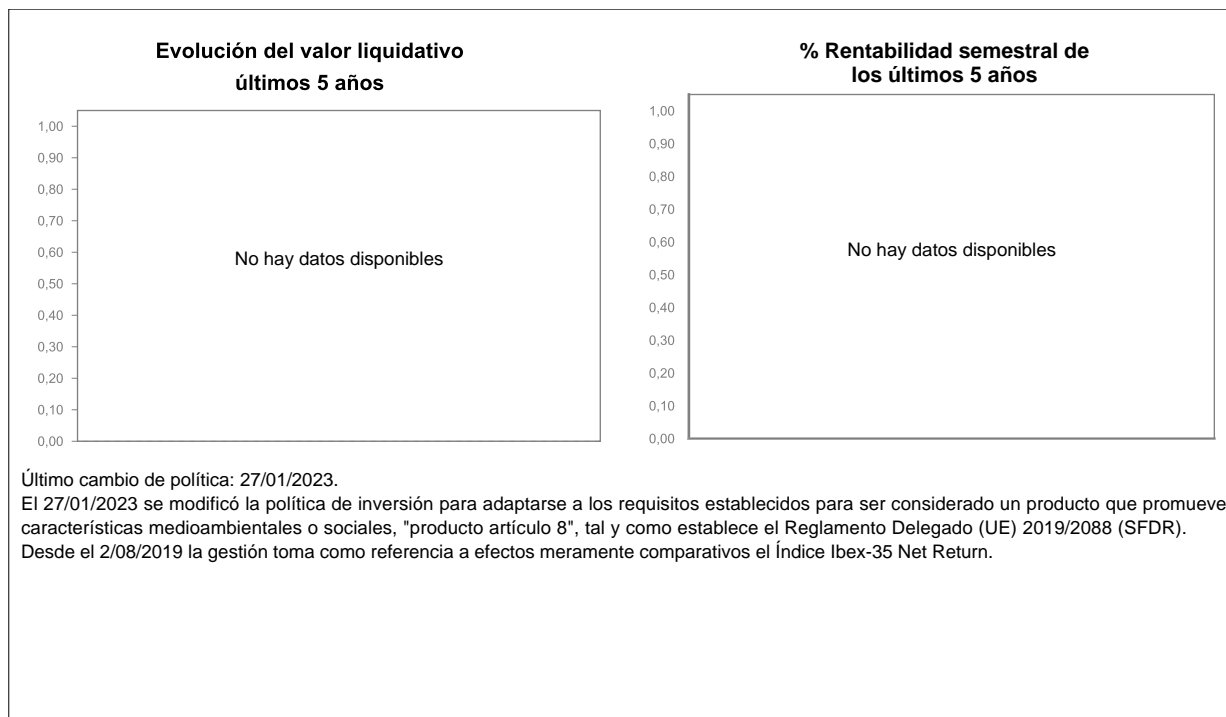 Evolución del valor liquidativo
últimos 5 años
1,00
0,90
0,80
0,70
0,60
0,50
0,40
0,30
0,20
0,10
0,00
No hay datos disponibles
% Rentabilidad semestral de
los últimos 5 años
1,00
0,90
0,80
0,70
0,60
0,50
0,40
0,30
0,20
0,10
0,00
No hay datos disponibles
Último cambio de política: 27/01/2023.
El 27/01/2023 se modificó la política de inversión para adaptarse a los requisitos establecidos para ser considerado un producto que promueve
características medioambientales o sociales, "producto artículo 8", tal y como establece el Reglamento Delegado (UE) 2019/2088 (SFDR).
Desde el 2/08/2019 la gestión toma como referencia a efectos meramente comparativos el Índice Ibex-35 Net Return.